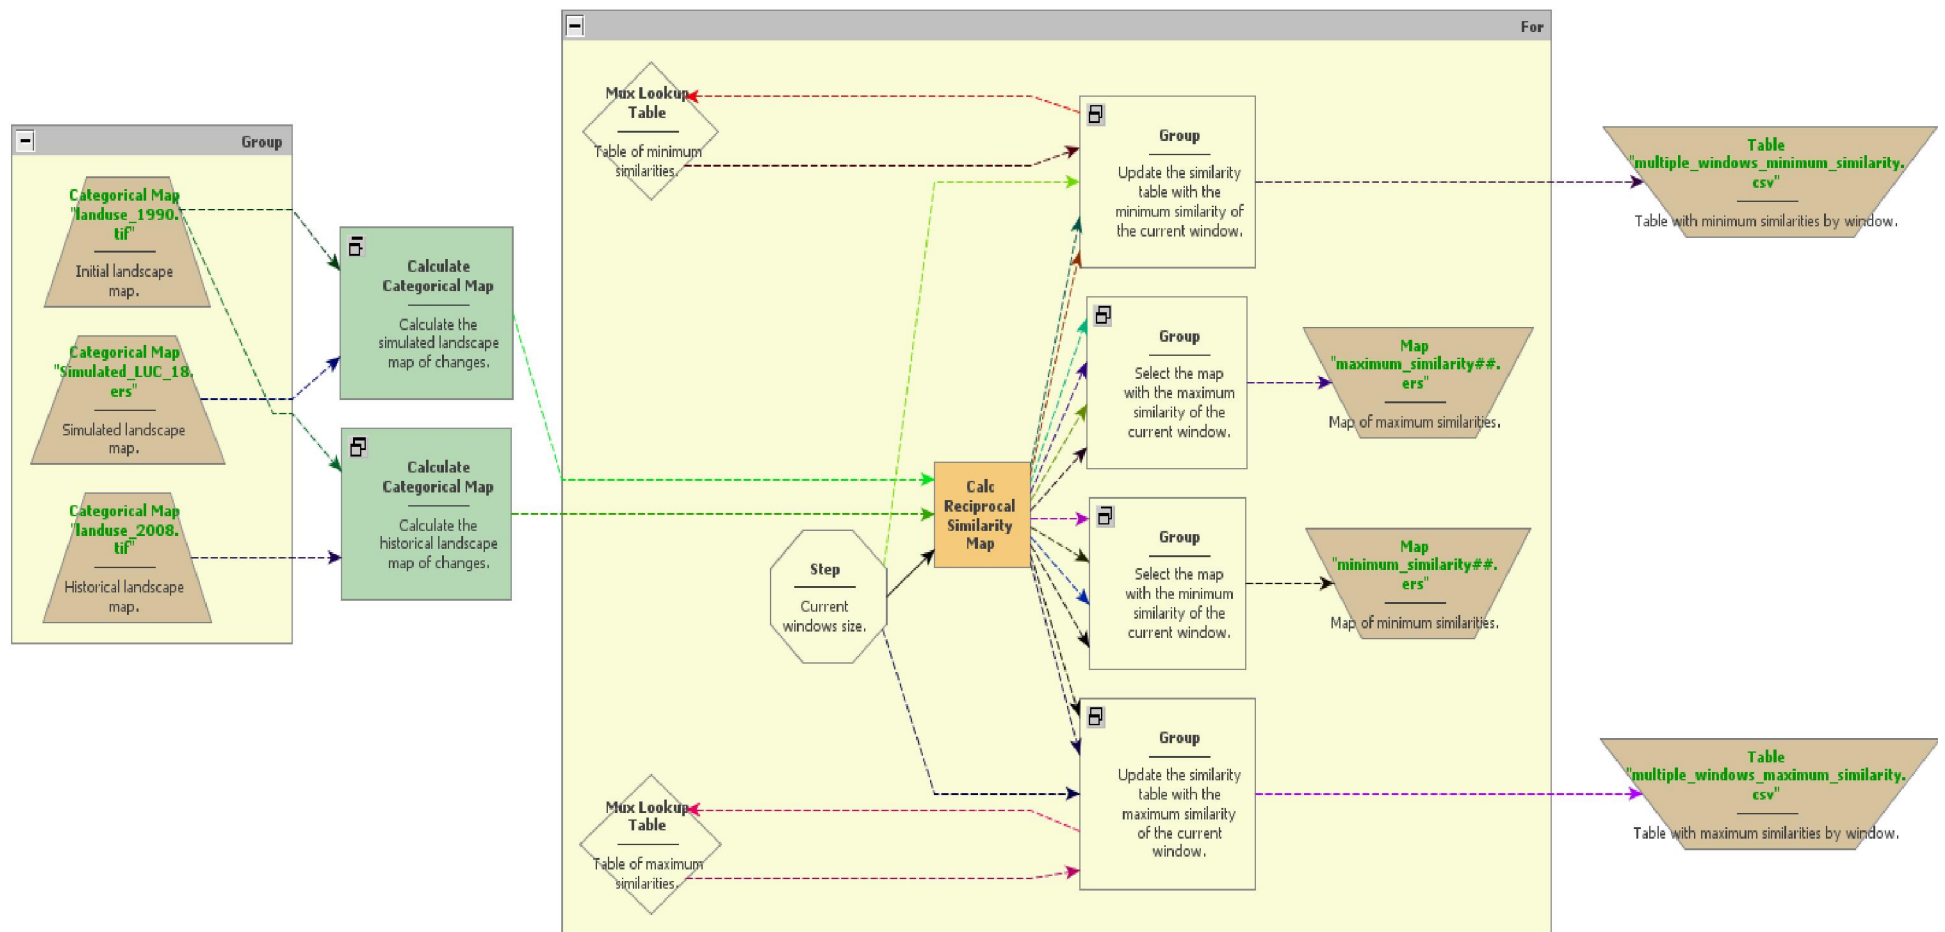 Group
Categorical Map
"landuse_1990.
tif"
Initial landscape
map.
Categorical Map
"Simulated_LUC_18.
ers"
Simulated landscape
map.
Categorical Map
"landuse_2008.
tif"
Historical landscape
map.
Calculate
Categorical Map
Calculate the
simulated landscape
map of changes.
Calculate
Categorical Map
Calculate the
historical landscape
map of changes.
For
Mux Lookup
Table
Table of minimum
similarities.
Step
Current
windows size.
Mux Lookup
Table
Table of maximum
similarities.
Calc
Reciprocal
Similarity
Map
Group
Update the similarity
table with the
minimum similarity of
the current window.
Group
Select the map
with the maximum
similarity of the
current window.
Group
Select the map
with the minimum
similarity of the
current window.
Group
Update the similarity
table with the
maximum similarity
of the current
window.
Table
"multiple_windows_minimum_similarity.
csv"
Table with minimum similarities by window.
Map
"maximum_similarity##.
ers"
Map of maximum similarities.
Map
"minimum_similarity##.
ers"
Map of minimum similarities.
Table
"multiple_windows_maximum_similarity.
csv"
Table with maximum similarities by window.